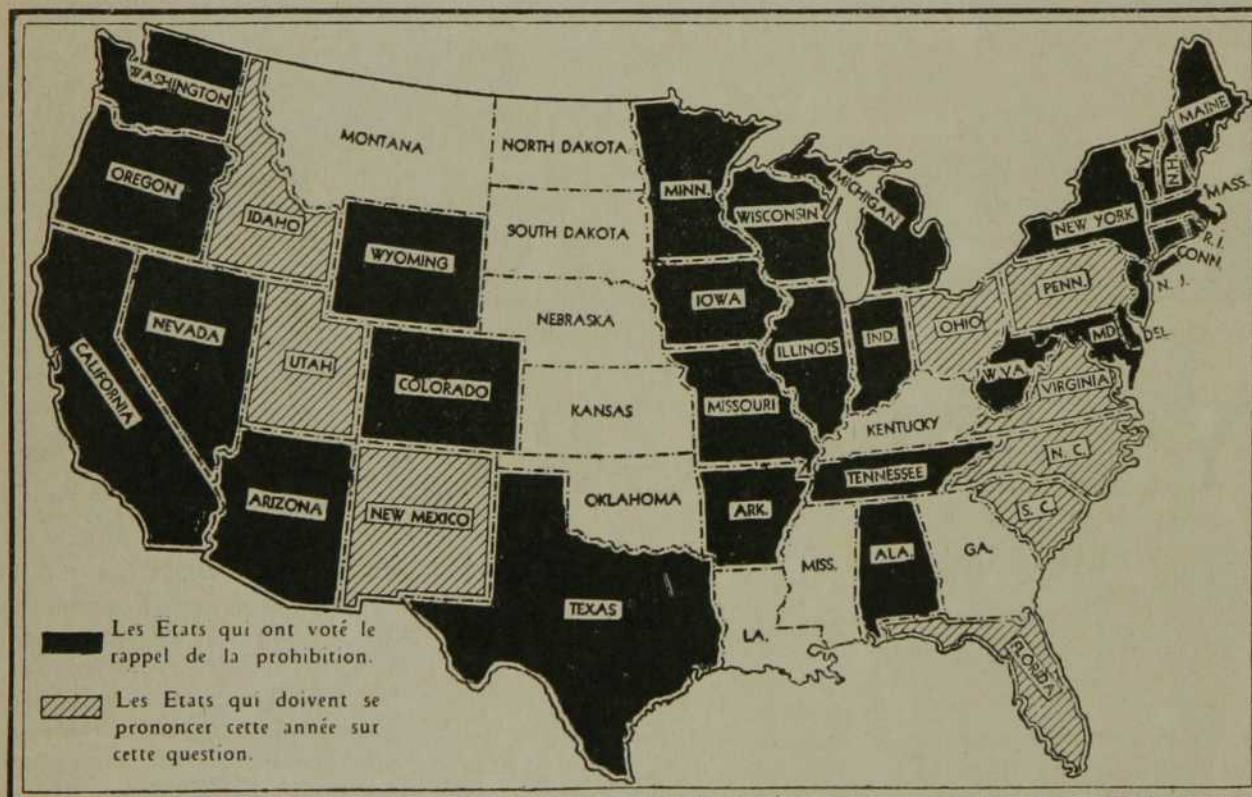 WASHINGTON
MONTANA
NORTH DAKOTA
MINN.
MAINE
VT.
N.H.
OREGON
IDAHO
WISCONSIN
MICHIGAN
MASS.
SOUTH DAKOTA
NEW YORK
R.I.
CONN.
WYOMING
IOWA
PENN.
N. J.
NEVADA
NEBRASKA
ILLINOIS
IND.
OHIO
MD.
DEL.
UTAH
CALIFORNIA
COLORADO
KANSAS
MISSOURI
W.VA.
VIRGINIA
KENTUCKY
N. C.
TENNESSEE
ARIZONA
NEW MEXICO
OKLAHOMA
ARK.
S. C.
MISS.
ALA.
GA.
TEXAS
LA.
FLORIDA
Les Etats qui ont voté le
rappel de la prohibition.
Les Etats qui doivent se
prononcer cette année sur
cette question.